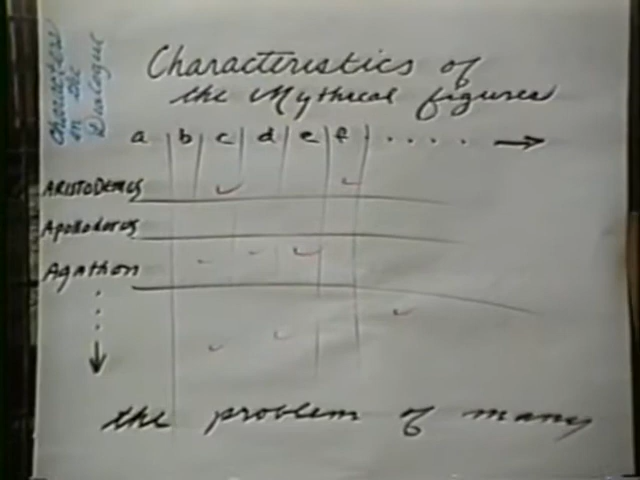 Characters
in the
Dialogue
Characteristics of
the Mythical figures
a b c d e f . . . . →
ARISTODEMUS
Apollodorus
Agathon
the problem of many